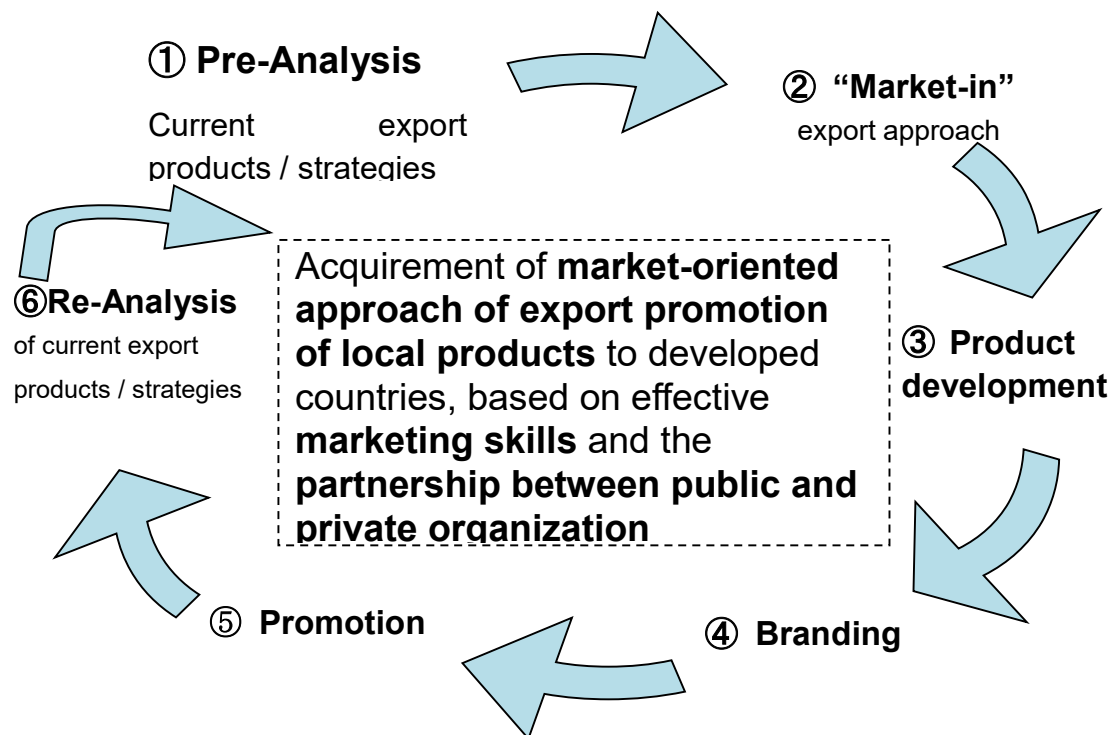 ① Pre-Analysis
Current export
products / strategies
② “Market-in”
export approach
③ Product
development
④ Branding
⑤ Promotion
⑥Re-Analysis
of current export
products / strategies
Acquirement of market-oriented
approach of export promotion
of local products to developed
countries, based on effective
marketing skills and the
partnership between public and
private organization